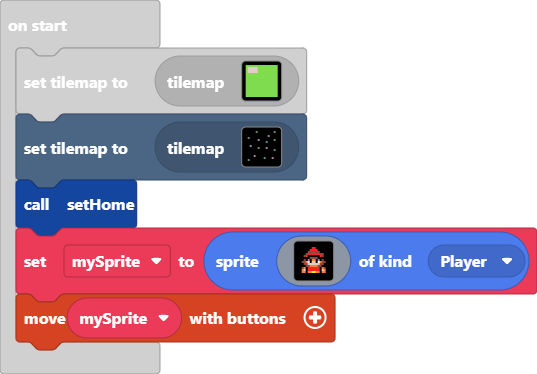 on start
set tilemap to tilemap
set tilemap to tilemap
call setHome
set mySprite to sprite of kind Player
move mySprite with buttons